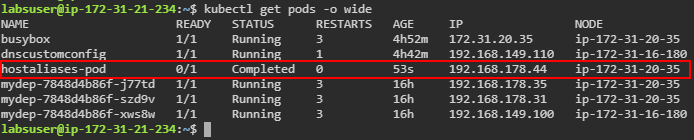 labsuser@ip-172-31-21-234:~$ kubectl get pods -o wide
NAME READY STATUS RESTARTS AGE IP NODE
busybox 1/1 Running 3 4h52m 172.31.20.35 ip-172-31-20-35
dnscustomconfig 1/1 Running 1 4h42m 192.168.149.110 ip-172-31-16-180
hostaliases-pod 0/1 Completed 0 53s 192.168.178.44 ip-172-31-20-35
mydep-7848d4b86f-j77td 1/1 Running 3 16h 192.168.178.35 ip-172-31-20-35
mydep-7848d4b86f-szd9v 1/1 Running 3 16h 192.168.178.31 ip-172-31-20-35
mydep-7848d4b86f-xws8w 1/1 Running 3 16h 192.168.149.100 ip-172-31-16-180
labsuser@ip-172-31-21-234:~$